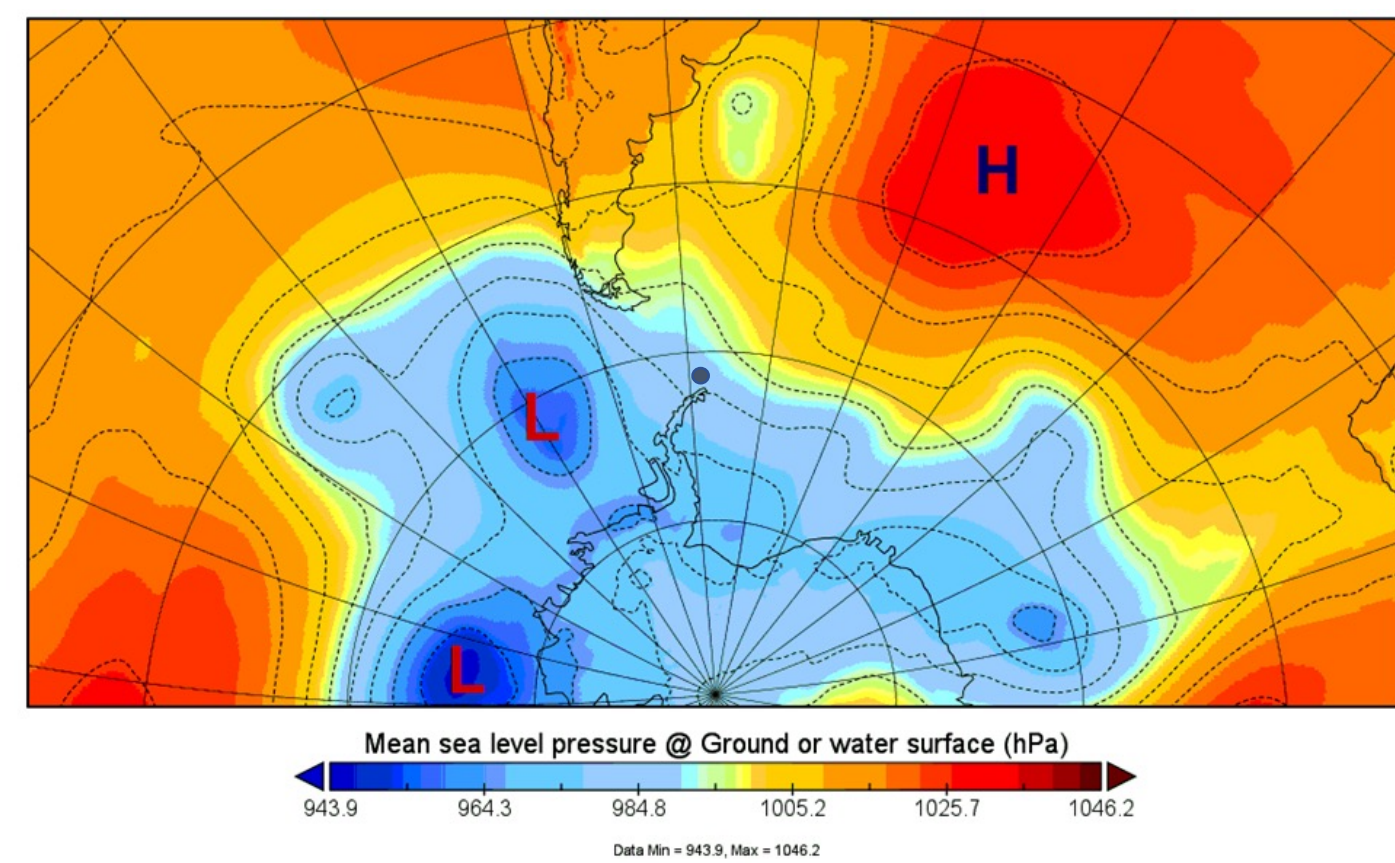 H
L
L
Mean sea level pressure @ Ground or water surface (hPa)
943.9 964.3 984.8 1005.2 1025.7 1046.2
Data Min = 943.9, Max = 1046.2